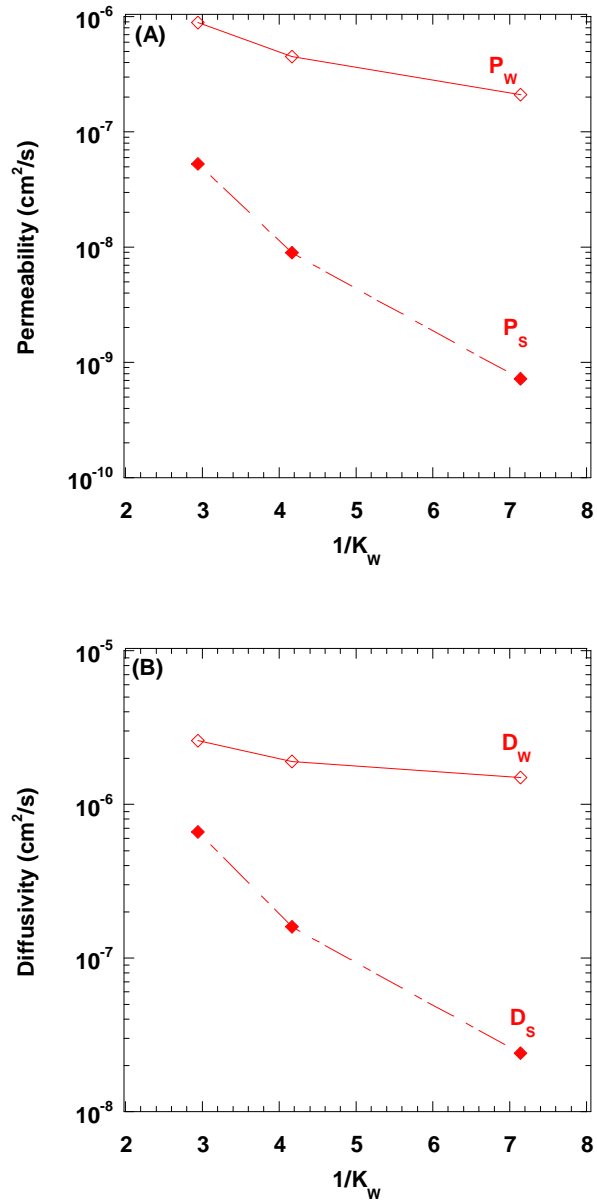 (A)
Permeability (cm²/s)
10⁻⁶
10⁻⁷
10⁻⁸
10⁻⁹
10⁻¹⁰
P_W
P_S
2 3 4 5 6 7 8
1/K_W
(B)
Diffusivity (cm²/s)
10⁻⁵
10⁻⁶
10⁻⁷
10⁻⁸
D_W
D_S
2 3 4 5 6 7 8
1/K_W